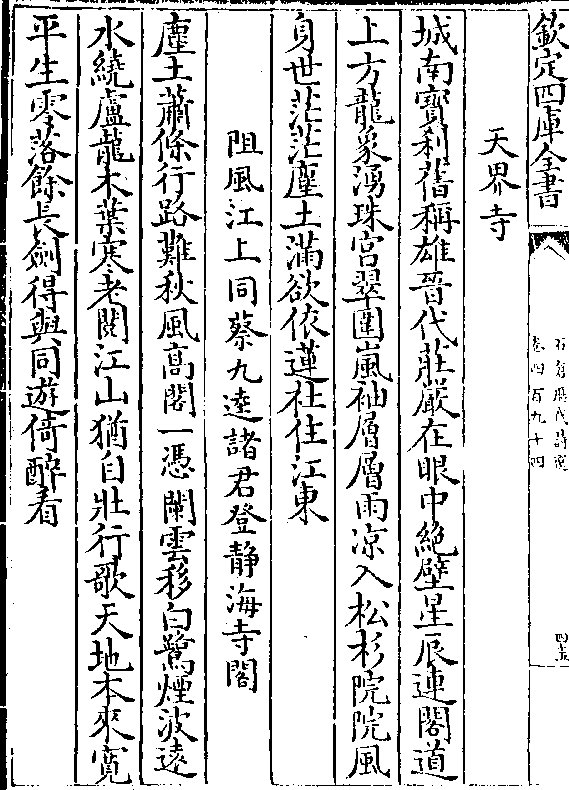 欽定四庫全書
石倉歷代詩選
卷四百九十四
四十五
天界寺
城南寳刹舊稱雄晉代莊嚴在眼中絶壁星辰連閣道
上方龍象湧珠宫翠圍嵐袖層層雨凉入松杉院院風
身世茫茫塵土滿欲依蓮社住江東
阻風江上同蔡九逵諸君登静海寺閣
塵土蕭條行路難秋風高閣一憑闌雲移白鷺煙波逺
水繞盧龍木葉寒老閱江山猶自壯行歌天地本來寛
平生零落餘長劍得與同遊倚醉看